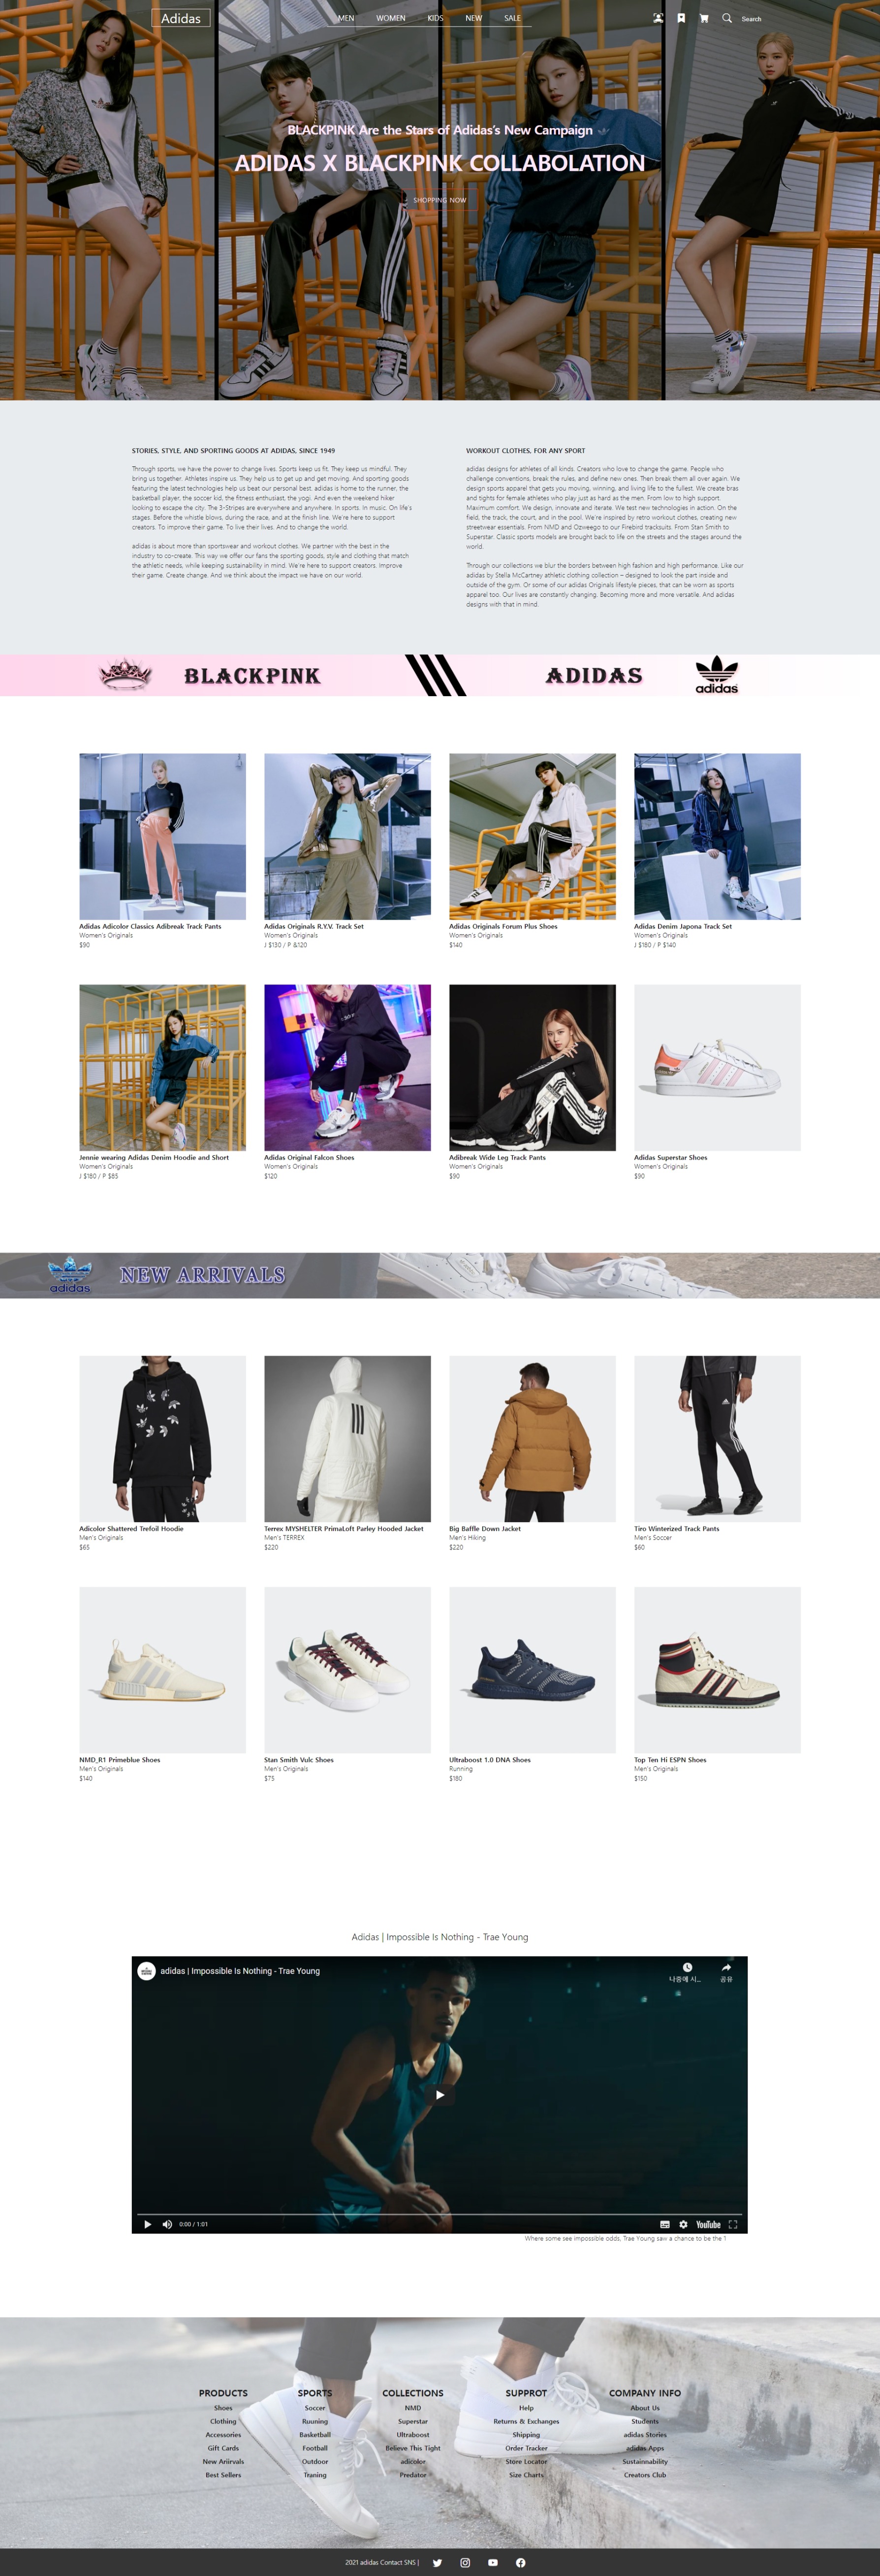 Adidas
MEN WOMEN KIDS NEW SALE
Search
BLACKPINK Are the Stars of Adidas's New Campaign
ADIDAS X BLACKPINK COLLABOLATION
SHOPPING NOW
STORIES, STYLE, AND SPORTING GOODS AT ADIDAS, SINCE 1949
Through sports, we have the power to change lives. Sports keep us fit. They keep us mindful. They
bring us together. Athletes inspire us. They help us to get up and get moving. And sporting goods
featuring the latest technologies help us beat our personal best. adidas is home to the runner, the
basketball player, the soccer kid, the fitness enthusiast, the yogi. And even the weekend hiker
looking to escape the city. The 3-Stripes are everywhere and anywhere. In sports. In music. On life's
stages. Before the whistle blows, during the race, and at the finish line. We're here to support
creators. To improve their game. To live their lives. And to change the world.
adidas is about more than sportswear and workout clothes. We partner with the best in the
industry to co-create. This way we offer our fans the sporting goods, style and clothing that match
the athletic needs, while keeping sustainability in mind. We're here to support creators. Improve
their game. Create change. And we think about the impact we have on our world.
WORKOUT CLOTHES, FOR ANY SPORT
adidas designs for athletes of all kinds. Creators who love to change the game. People who
challenge conventions, break the rules, and define new ones. Then break them all over again. We
design sports apparel that gets you moving, winning, and living life to the fullest. We create bras
and tights for female athletes who play just as hard as the men. From low to high support.
Maximum comfort. We design, innovate and iterate. We test new technologies in action. On the
field, the track, the court, and in the pool. We're inspired by retro workout clothes, creating new
streetwear essentials. From NMD and Ozweego to our Firebird tracksuits. From Stan Smith to
Superstar. Classic sports models are brought back to life on the streets and the stages around the
world.
Through our collections we blur the borders between high fashion and high performance. Like our
adidas by Stella McCartney athletic clothing collection – designed to look the part inside and
outside of the gym. Or some of our adidas Originals lifestyle pieces, that can be worn as sports
apparel too. Our lives are constantly changing. Becoming more and more versatile. And adidas
designs with that in mind.
BLACKPINK ADIDAS adidas
Adidas Adicolor Classics Adibreak Track Pants
Women's Originals
$90
Adidas Originals R.Y.V. Track Set
Women's Originals
J $130 / P &120
Adidas Originals Forum Plus Shoes
Women's Originals
$140
Adidas Denim Japona Track Set
Women's Originals
J $180 / P $140
Jennie wearing Adidas Denim Hoodie and Short
Women's Originals
J $180 / P $85
Adidas Original Falcon Shoes
Women's Originals
$120
Adibreak Wide Leg Track Pants
Women's Originals
$90
Adidas Superstar Shoes
Women's Originals
$90
adidas NEW ARRIVALS
Adicolor Shattered Trefoil Hoodie
Men's Originals
$65
Terrex MYSHELTER PrimaLoft Parley Hooded Jacket
Men's TERREX
$220
Big Baffle Down Jacket
Men's Hiking
$220
Tiro Winterized Track Pants
Men's Soccer
$60
NMD_R1 Primeblue Shoes
Men's Originals
$140
Stan Smith Vulc Shoes
Men's Originals
$75
Ultraboost 1.0 DNA Shoes
Running
$180
Top Ten Hi ESPN Shoes
Men's Originals
$150
Adidas | Impossible Is Nothing - Trae Young
adidas | Impossible Is Nothing - Trae Young
나중에 시... 공유
0:00 / 1:01
YouTube
Where some see impossible odds, Trae Young saw a chance to be the 1
PRODUCTS
Shoes
Clothing
Accessories
Gift Cards
New Ariirvals
Best Sellers
SPORTS
Soccer
Ruuning
Basketball
Football
Outdoor
Traning
COLLECTIONS
NMD
Superstar
Ultraboost
Believe This Tight
adicolor
Predator
SUPPROT
Help
Returns & Exchanges
Shipping
Order Tracker
Store Locator
Size Charts
COMPANY INFO
About Us
Students
adidas Stories
adidas Apps
Sustainnability
Creators Club
2021 adidas Contact SNS |